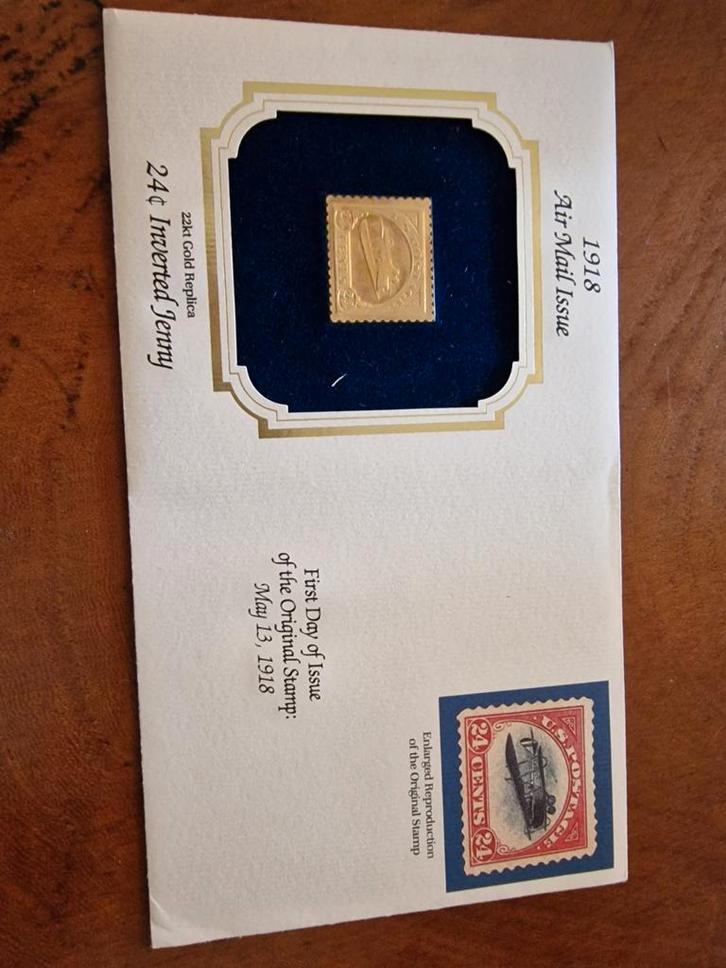 1918
Air Mail Issue
22kt Gold Replica
24¢ Inverted Jenny
First Day of Issue
of the Original Stamp:
May 13, 1918
U.S. POSTAGE
24 CENTS 24
Enlarged Reproduction
of the Original Stamp